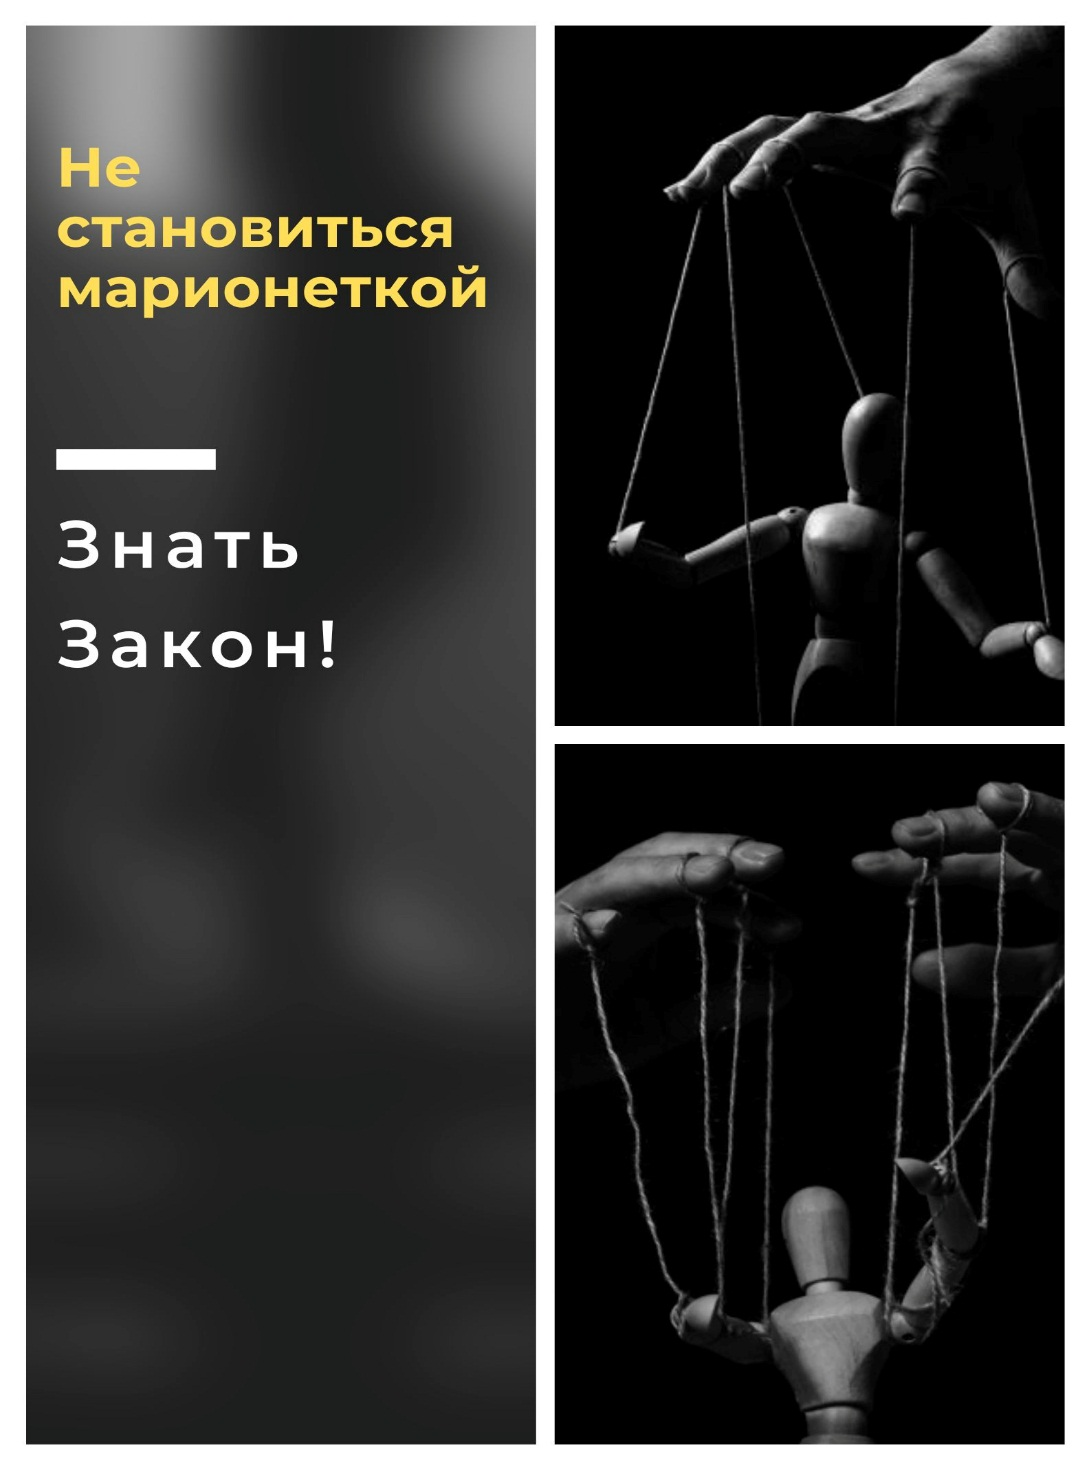 Не
становиться
марионеткой
Знать
Закон!